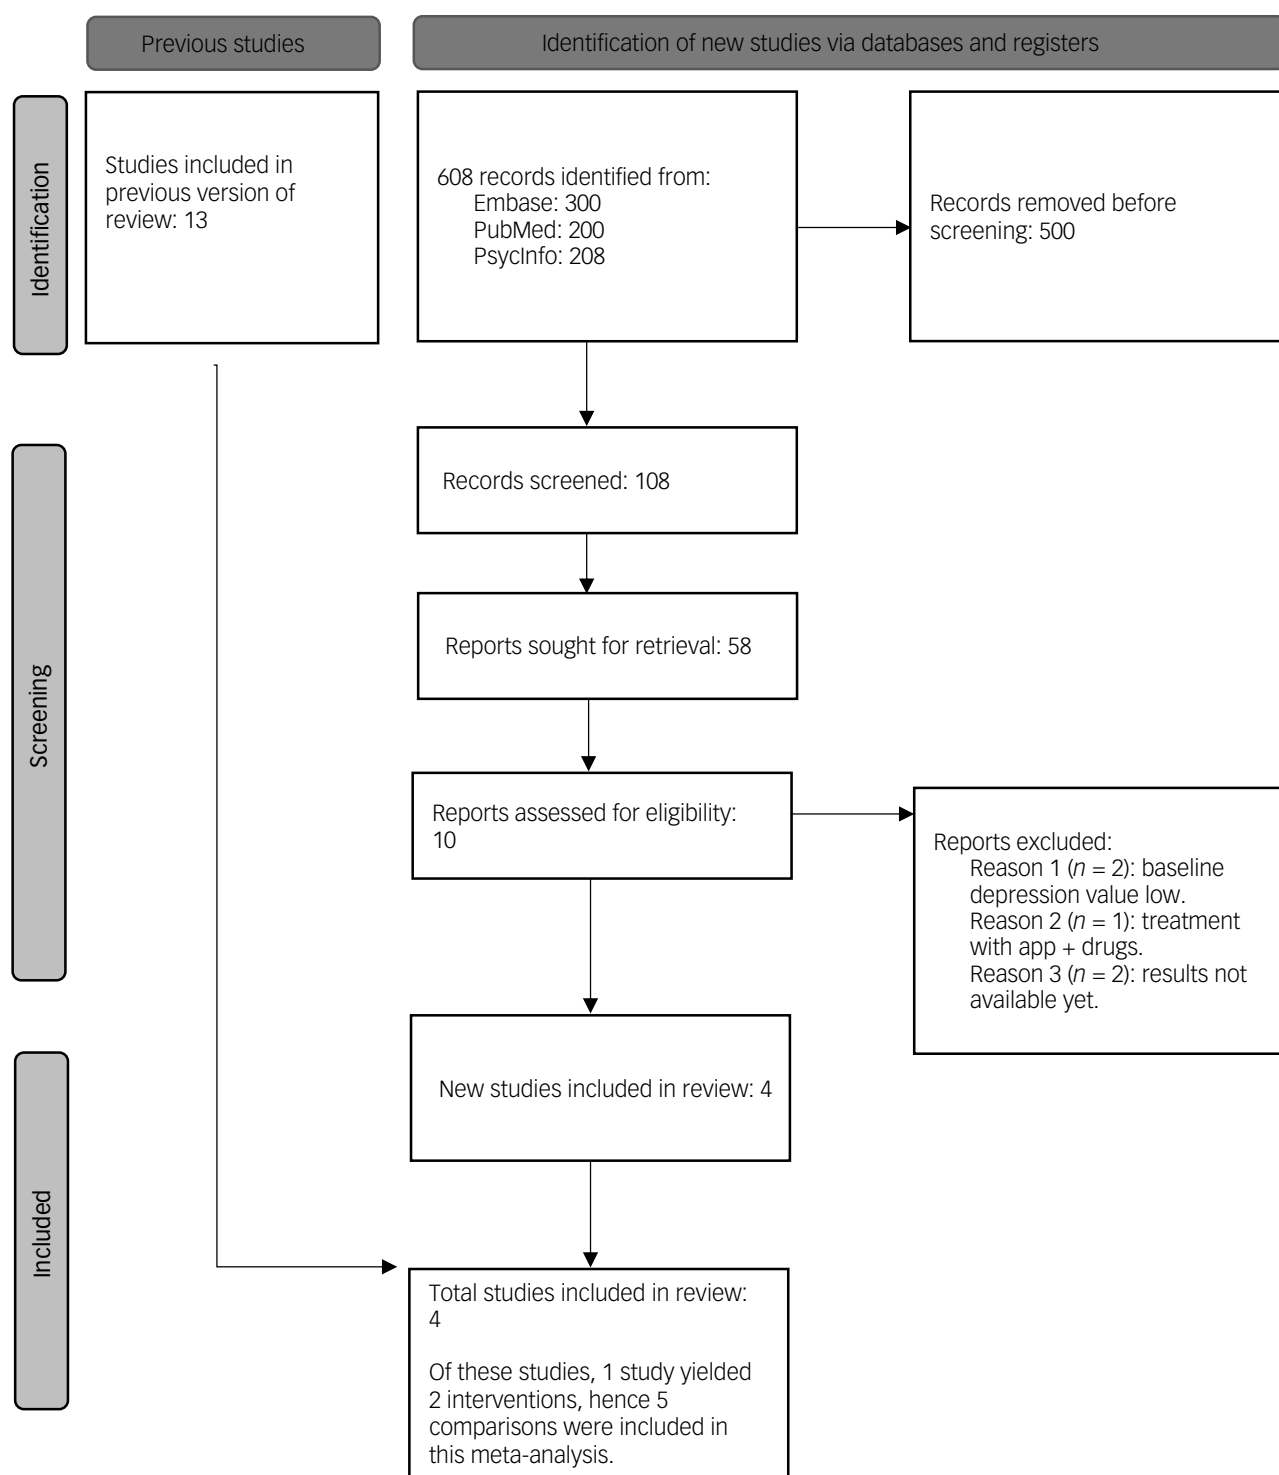 Previous studies
Identification of new studies via databases and registers
Identification
Studies included in
previous version of
review: 13
608 records identified from:
Embase: 300
PubMed: 200
PsycInfo: 208
Records removed before
screening: 500
Screening
Records screened: 108
Reports sought for retrieval: 58
Reports assessed for eligibility:
10
Reports excluded:
Reason 1 (n = 2): baseline
depression value low.
Reason 2 (n = 1): treatment
with app + drugs.
Reason 3 (n = 2): results not
available yet.
Included
New studies included in review: 4
Total studies included in review:
4
Of these studies, 1 study yielded
2 interventions, hence 5
comparisons were included in
this meta-analysis.